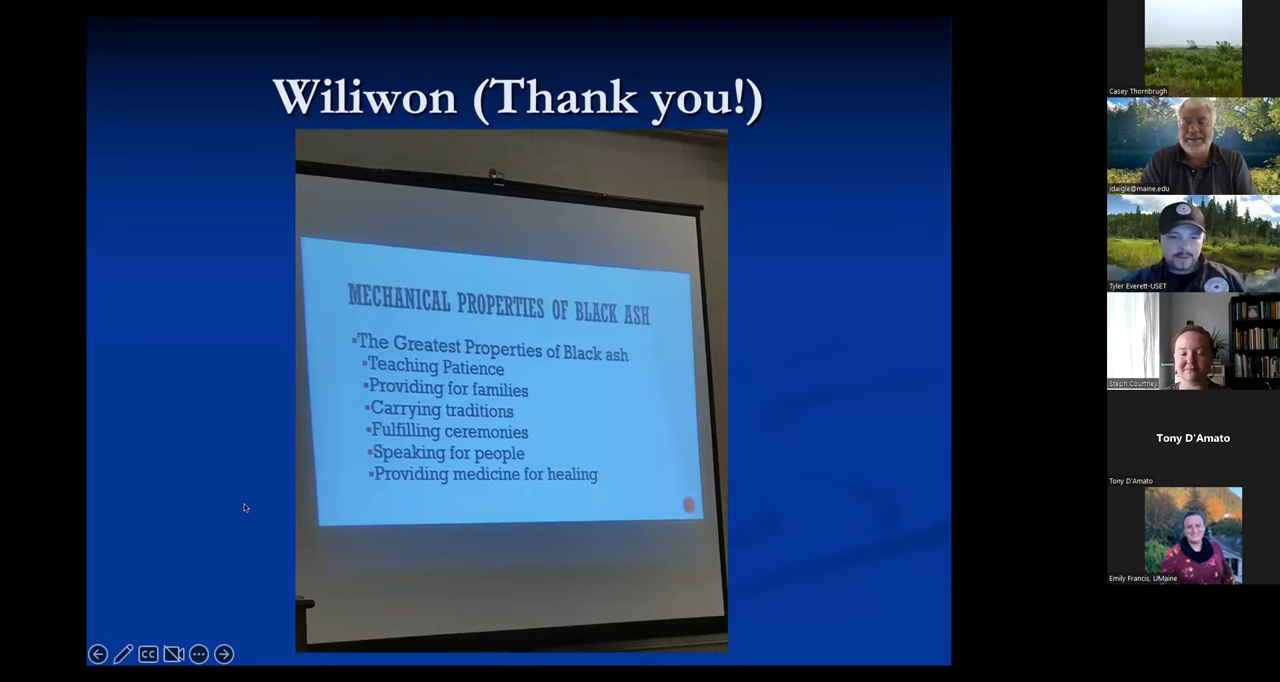 Wiliwon (Thank you!)
MECHANICAL PROPERTIES OF BLACK ASH
▪The Greatest Properties of Black ash
▪Teaching Patience
▪Providing for families
▪Carrying traditions
▪Fulfilling ceremonies
▪Speaking for people
▪Providing medicine for healing
CC
Casey Thornbrugh
jdaigle@maine.edu
Tyler Everett-USET
Steph Courtney
Tony D'Amato
Tony D'Amato
Emily Francis, UMaine